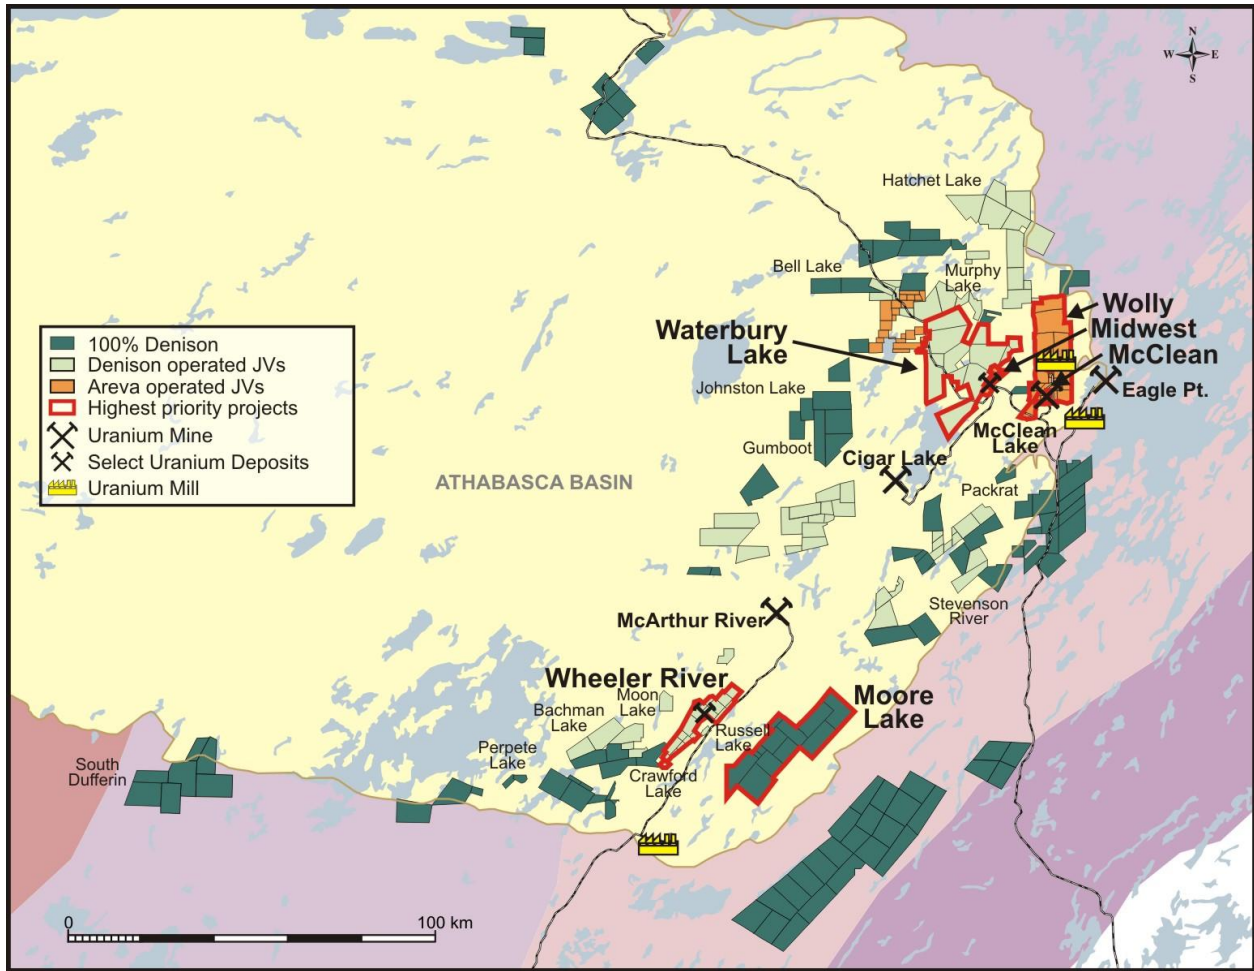 N
W E
S
Hatchet Lake
Bell Lake
Murphy
Lake
Wolly
Midwest
McClean
Waterbury
Lake
Eagle Pt.
100% Denison
Denison operated JVs
Areva operated JVs
Highest priority projects
Uranium Mine
Select Uranium Deposits
Uranium Mill
Johnston Lake
Gumboot
McClean
Lake
Cigar Lake
Packrat
ATHABASCA BASIN
Stevenson
River
McArthur River
Wheeler River
Moon
Lake
Bachman
Lake
Russell
Lake
Moore
Lake
Perpete
Lake
Crawford
Lake
South
Dufferin
0 100 km